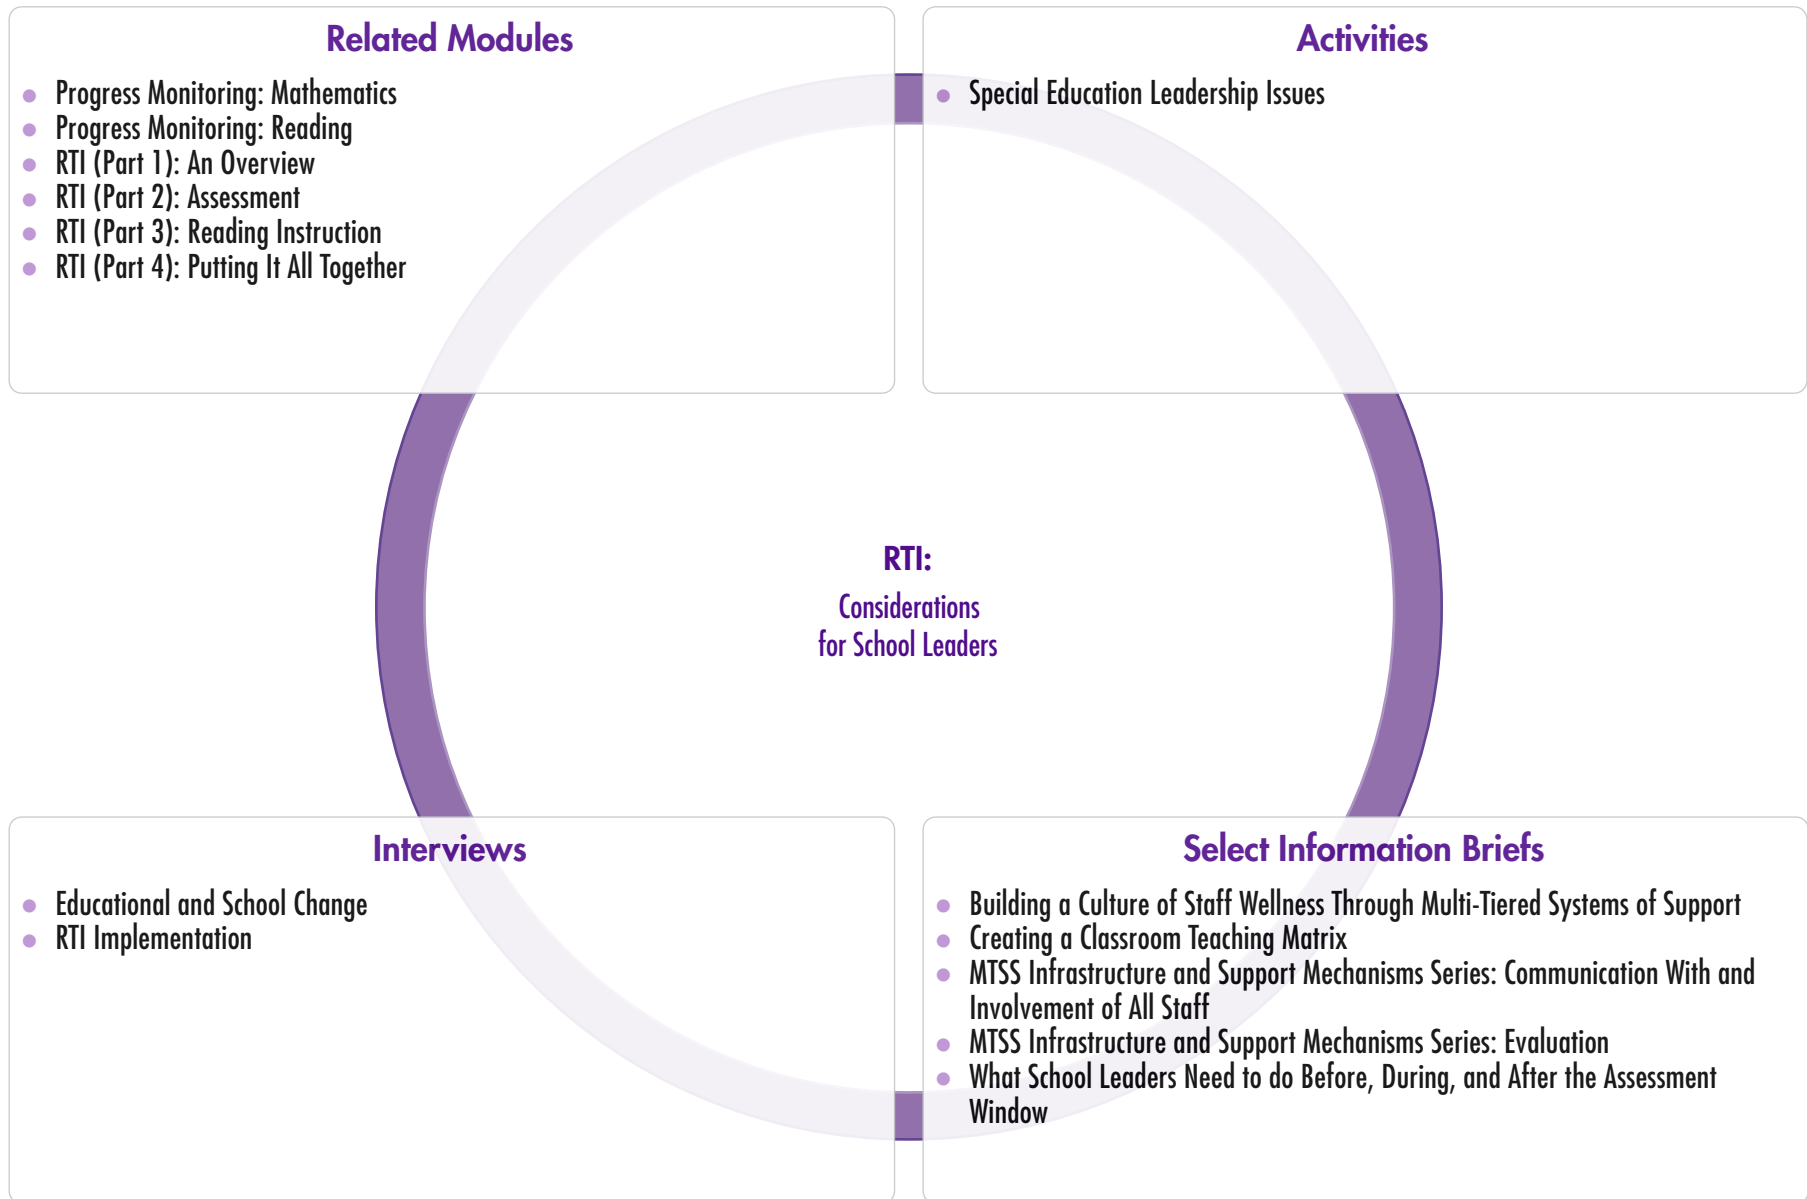 Related Modules
Progress Monitoring: Mathematics
Progress Monitoring: Reading
RTI (Part 1): An Overview
RTI (Part 2): Assessment
RTI (Part 3): Reading Instruction
RTI (Part 4): Putting It All Together
Activities
Special Education Leadership Issues
RTI:
Considerations
for School Leaders
Interviews
Educational and School Change
RTI Implementation
Select Information Briefs
Building a Culture of Staff Wellness Through Multi-Tiered Systems of Support
Creating a Classroom Teaching Matrix
MTSS Infrastructure and Support Mechanisms Series: Communication With and
Involvement of All Staff
MTSS Infrastructure and Support Mechanisms Series: Evaluation
What School Leaders Need to do Before, During, and After the Assessment
Window